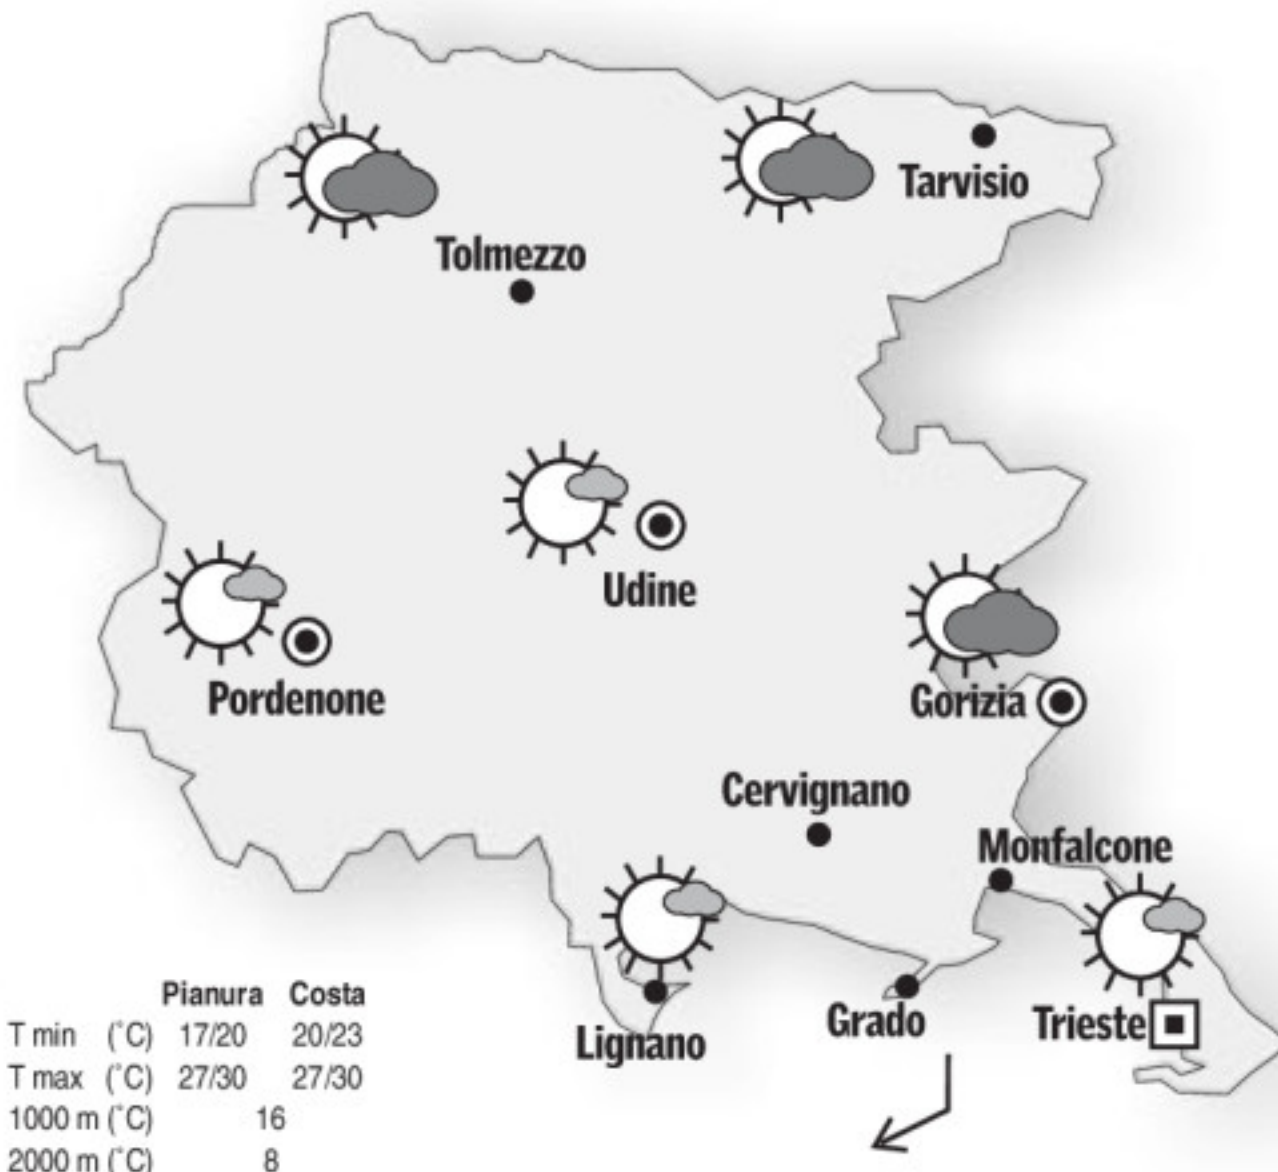 Tarvisio
Tolmezzo
Udine
Pordenone
Gorizia
Cervignano
Monfalcone
Lignano
Grado
Trieste
Pianura Costa
T min (°C) 17/20 20/23
T max (°C) 27/30 27/30
1000 m (°C) 16
2000 m (°C) 8